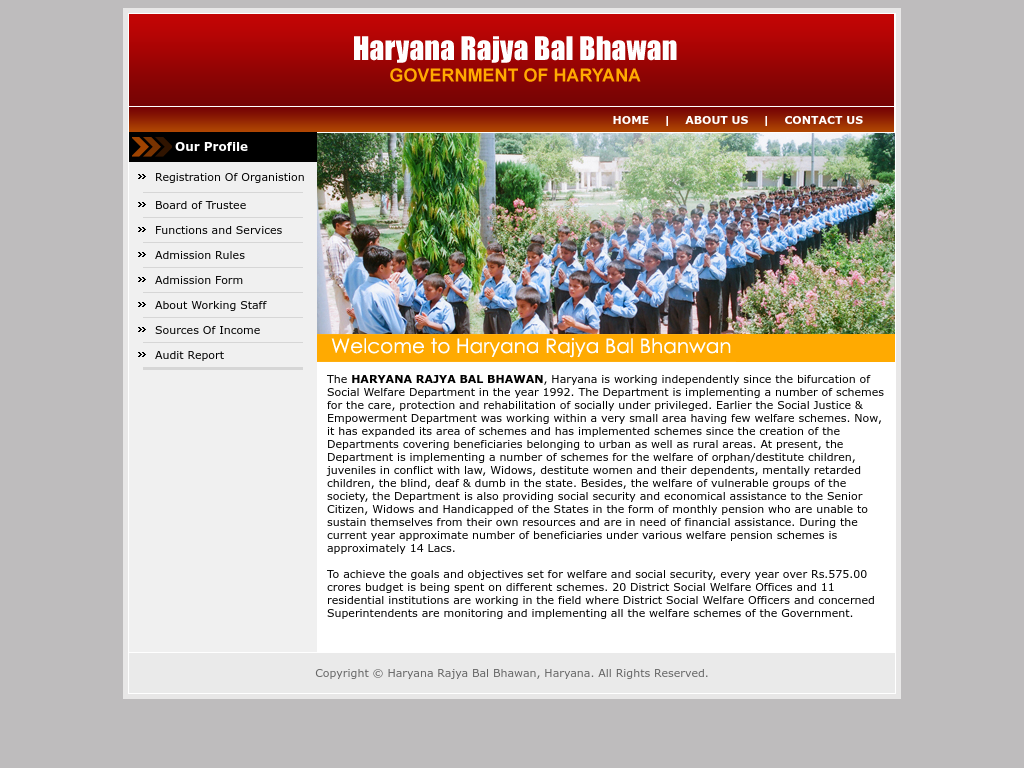 Haryana Rajya Bal Bhawan
GOVERNMENT OF HARYANA
HOME | ABOUT US | CONTACT US
Our Profile
Registration Of Organistion
Board of Trustee
Functions and Services
Admission Rules
Admission Form
About Working Staff
Sources Of Income
Audit Report
Welcome to Haryana Rajya Bal Bhanwan
The HARYANA RAJYA BAL BHAWAN, Haryana is working independently since the bifurcation of
Social Welfare Department in the year 1992. The Department is implementing a number of schemes
for the care, protection and rehabilitation of socially under privileged. Earlier the Social Justice &
Empowerment Department was working within a very small area having few welfare schemes. Now,
it has expanded its area of schemes and has implemented schemes since the creation of the
Departments covering beneficiaries belonging to urban as well as rural areas. At present, the
Department is implementing a number of schemes for the welfare of orphan/destitute children,
juveniles in conflict with law, Widows, destitute women and their dependents, mentally retarded
children, the blind, deaf & dumb in the state. Besides, the welfare of vulnerable groups of the
society, the Department is also providing social security and economical assistance to the Senior
Citizen, Widows and Handicapped of the States in the form of monthly pension who are unable to
sustain themselves from their own resources and are in need of financial assistance. During the
current year approximate number of beneficiaries under various welfare pension schemes is
approximately 14 Lacs.
To achieve the goals and objectives set for welfare and social security, every year over Rs.575.00
crores budget is being spent on different schemes. 20 District Social Welfare Offices and 11
residential institutions are working in the field where District Social Welfare Officers and concerned
Superintendents are monitoring and implementing all the welfare schemes of the Government.
Copyright © Haryana Rajya Bal Bhawan, Haryana. All Rights Reserved.